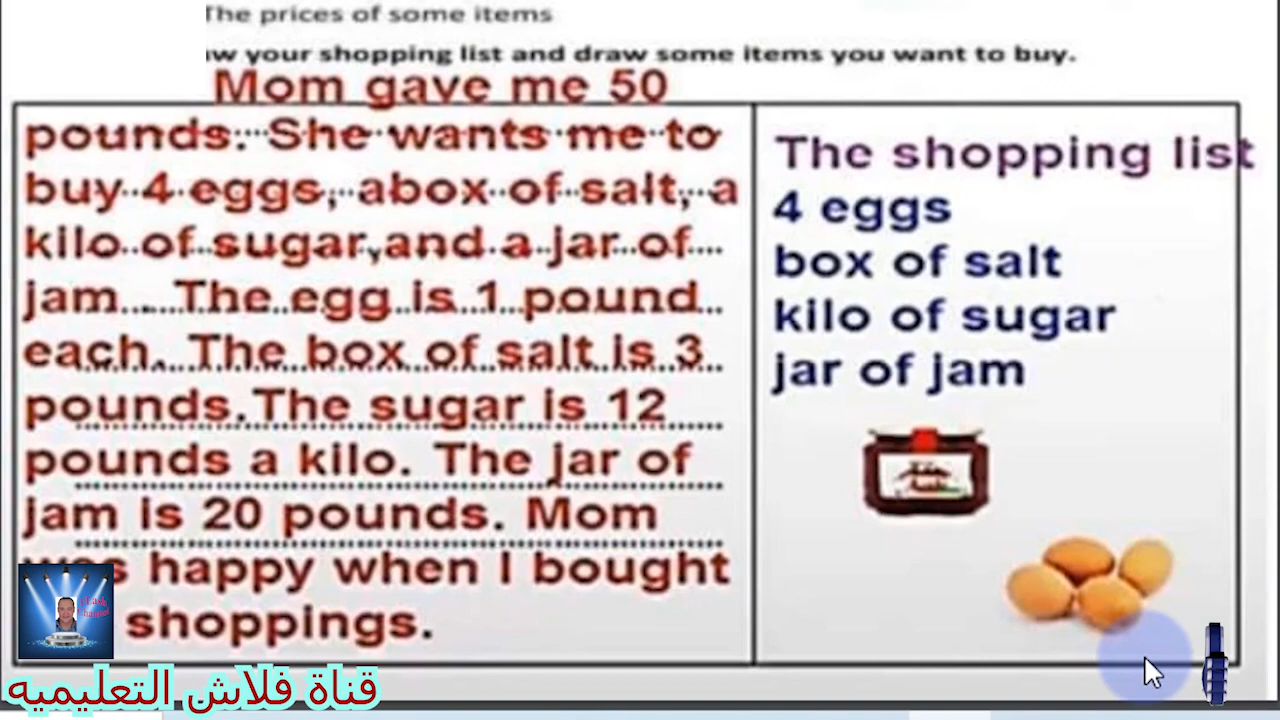 The prices of some items
your shopping list and draw some items you want to buy.
Mom gave me 50
pounds. She wants me to
buy 4 eggs, abox of salt, a
kilo of sugar,and a jar of
jam. The egg is 1 pound
each. The box of salt is 3
pounds.The sugar is 12
pounds a kilo. The jar of
jam is 20 pounds. Mom
happy when I bought
shoppings.
The shopping list
4 eggs
box of salt
kilo of sugar
jar of jam
قناة فلاش التعليميه